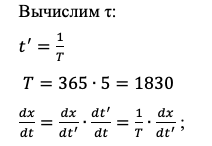 Вычислим τ:
t′ = 1/T
T = 365 · 5 = 1830
dx/dt = dx/dt′ · dt′/dt = 1/T · dx/dt′ ;